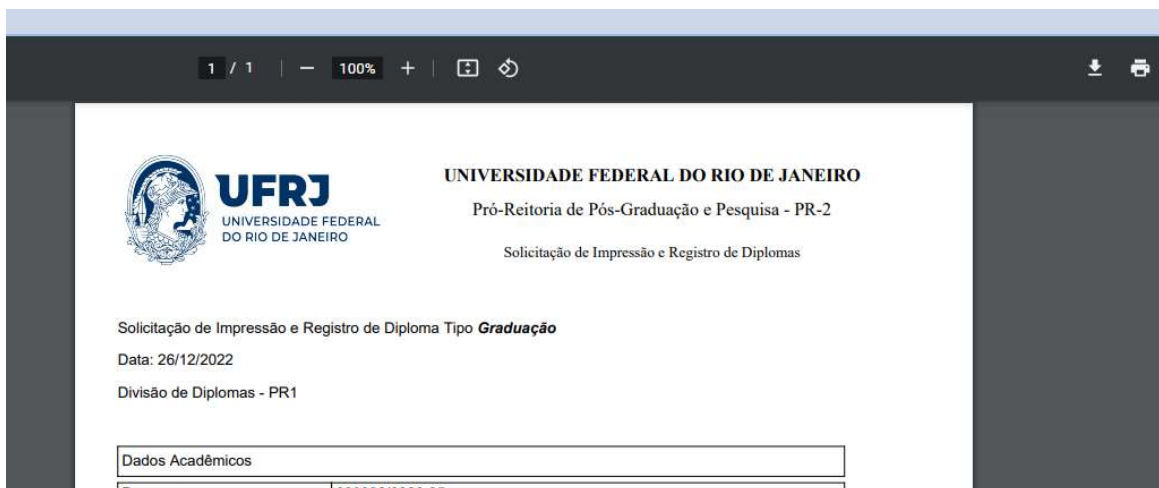 1 / 1 | — 100% + |
UFRJ
UNIVERSIDADE FEDERAL
DO RIO DE JANEIRO
UNIVERSIDADE FEDERAL DO RIO DE JANEIRO
Pró-Reitoria de Pós-Graduação e Pesquisa - PR-2
Solicitação de Impressão e Registro de Diplomas
Solicitação de Impressão e Registro de Diploma Tipo Graduação
Data: 26/12/2022
Divisão de Diplomas - PR1
Dados Acadêmicos